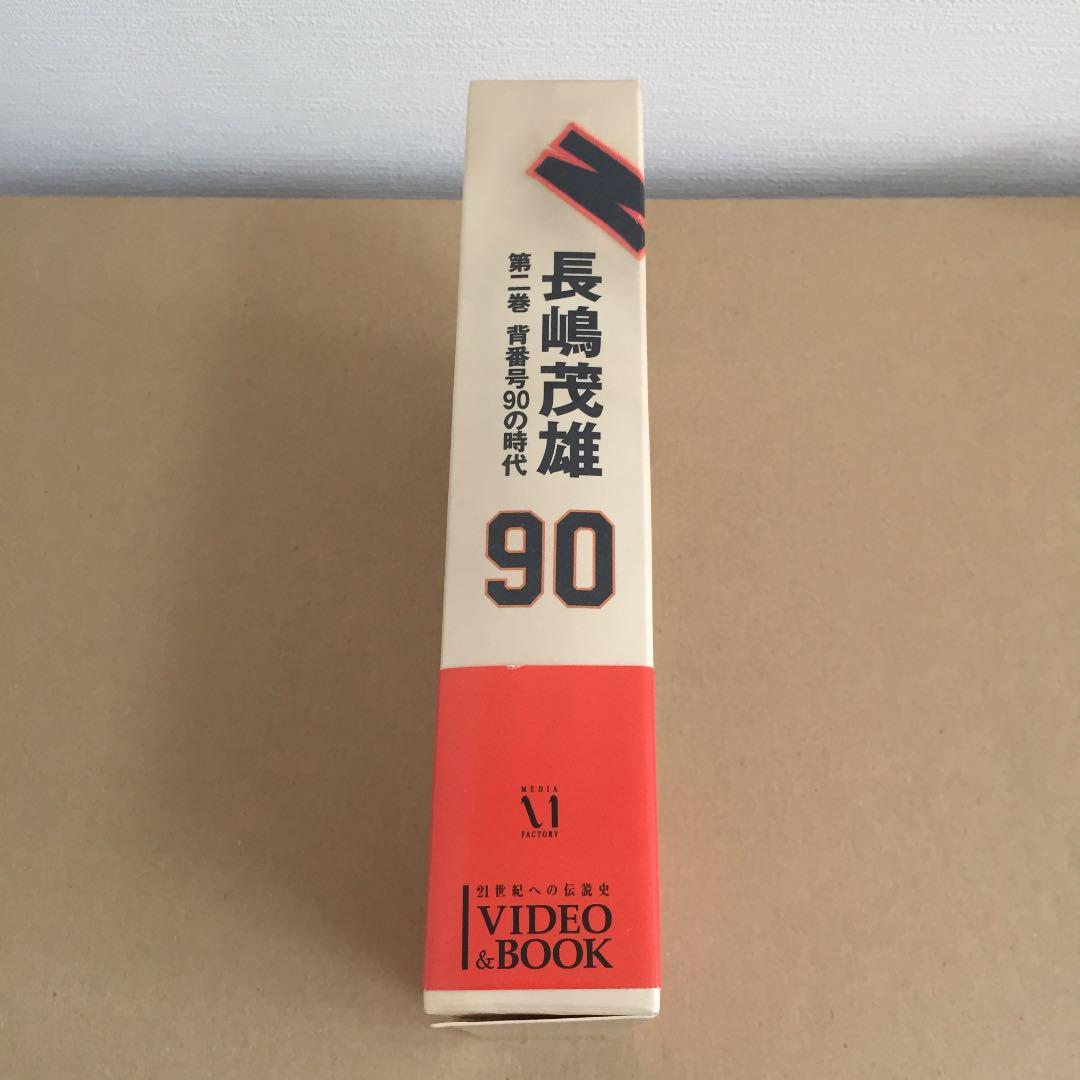 N
長嶋茂雄
第二巻 背番号90の時代
90
MEDIA
FACTORY
21世紀への伝説史
VIDEO
&BOOK